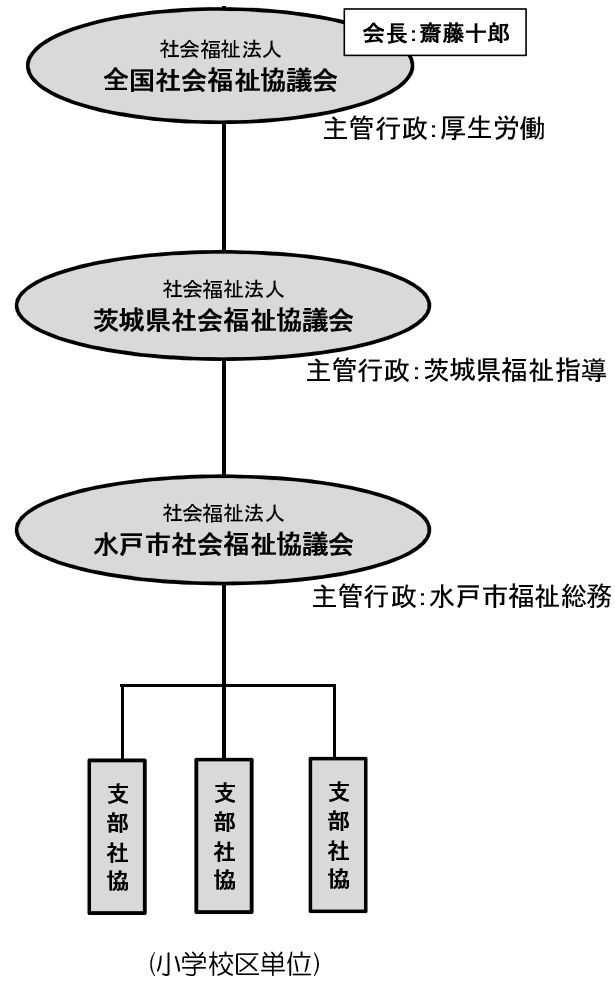 会長：齋藤十郎
社会福祉法人
全国社会福祉協議会
主管行政：厚生労働
社会福祉法人
茨城県社会福祉協議会
主管行政：茨城県福祉指導
社会福祉法人
水戸市社会福祉協議会
主管行政：水戸市福祉総務
支部社協
支部社協
支部社協
(小学校区単位)